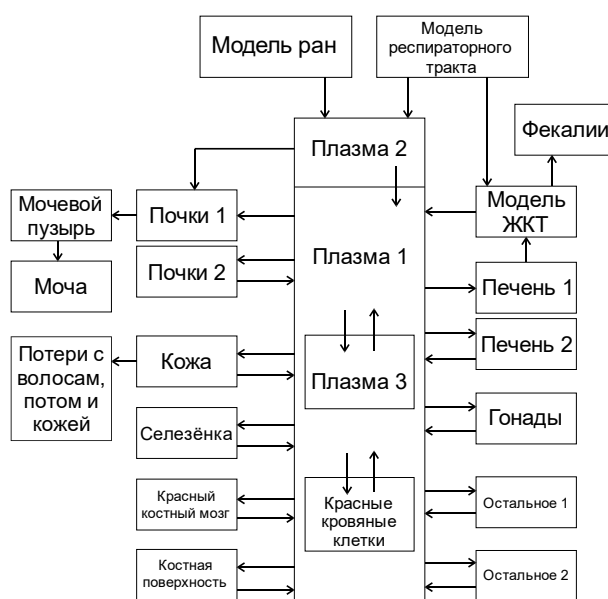 Модель ран
Модель
респираторного
тракта
Фекалии
Плазма 2
Мочевой
пузырь
Почки 1
Модель
ЖКТ
Плазма 1
Почки 2
Моча
Печень 1
Печень 2
Потери с
волосам,
потом и
кожей
Кожа
Плазма 3
Гонады
Селезёнка
Красный
костный мозг
Красные
кровяные
клетки
Остальное 1
Костная
поверхность
Остальное 2